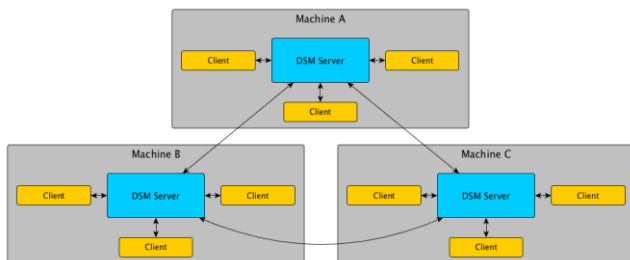 Machine A
Client
DSM Server
Client
Client
Machine B
Client
DSM Server
Client
Client
Machine C
Client
DSM Server
Client
Client